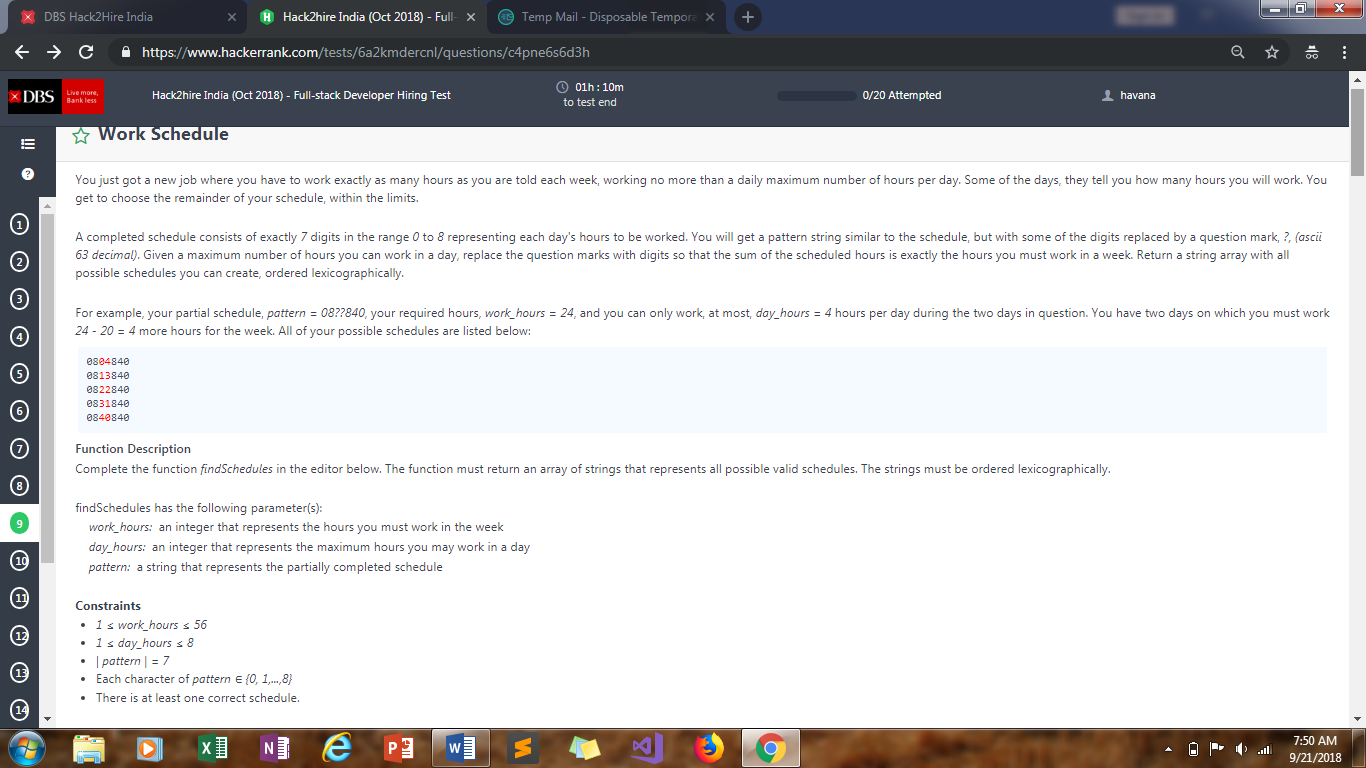 DBS Hack2Hire India
Hack2hire India (Oct 2018) - Full-
Temp Mail - Disposable Tempora
https://www.hackerrank.com/tests/6a2kmdercnl/questions/c4pne6s6d3h
DBS
Live more,
Bank less
Hack2hire India (Oct 2018) - Full-stack Developer Hiring Test
01h : 10m
to test end
0/20 Attempted
havana
Work Schedule
You just got a new job where you have to work exactly as many hours as you are told each week, working no more than a daily maximum number of hours per day. Some of the days, they tell you how many hours you will work. You
get to choose the remainder of your schedule, within the limits.
A completed schedule consists of exactly 7 digits in the range 0 to 8 representing each day's hours to be worked. You will get a pattern string similar to the schedule, but with some of the digits replaced by a question mark, ?, (ascii
63 decimal). Given a maximum number of hours you can work in a day, replace the question marks with digits so that the sum of the scheduled hours is exactly the hours you must work in a week. Return a string array with all
possible schedules you can create, ordered lexicographically.
For example, your partial schedule, pattern = 08??840, your required hours, work_hours = 24, and you can only work, at most, day_hours = 4 hours per day during the two days in question. You have two days on which you must work
24 - 20 = 4 more hours for the week. All of your possible schedules are listed below:
0804840
0813840
0822840
0831840
0840840
Function Description
Complete the function findSchedules in the editor below. The function must return an array of strings that represents all possible valid schedules. The strings must be ordered lexicographically.
findSchedules has the following parameter(s):
work_hours: an integer that represents the hours you must work in the week
day_hours: an integer that represents the maximum hours you may work in a day
pattern: a string that represents the partially completed schedule
Constraints
• 1 ≤ work_hours ≤ 56
• 1 ≤ day_hours ≤ 8
• | pattern | = 7
• Each character of pattern ∈ {0, 1,...,8}
• There is at least one correct schedule.
?
1
2
3
4
5
6
7
8
9
10
11
12
13
14
7:50 AM
9/21/2018